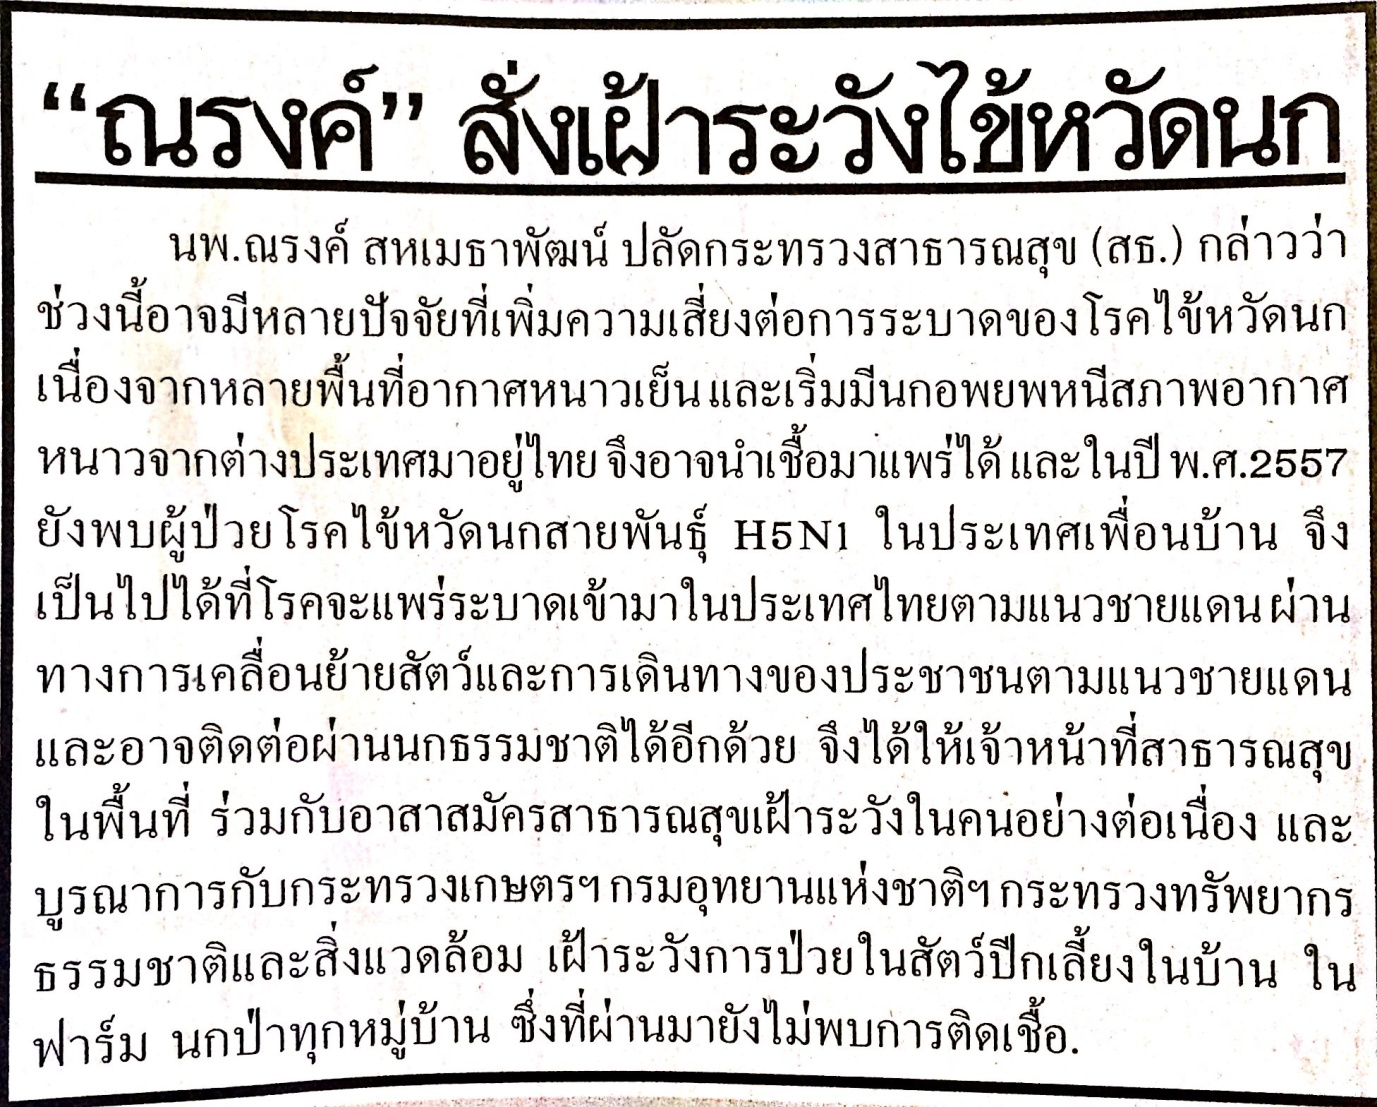 “ณรงค์” สั่งเฝ้าระวังไข้หวัดนก
นพ.ณรงค์ สหเมธาพัฒน์ ปลัดกระทรวงสาธารณสุข (สธ.) กล่าวว่า
ช่วงนี้อาจมีหลายปัจจัยที่เพิ่มความเสี่ยงต่อการระบาดของโรคไข้หวัดนก
เนื่องจากหลายพื้นที่อากาศหนาวเย็น และเริ่มมีนกอพยพหนีสภาพอากาศ
หนาวจากต่างประเทศมาอยู่ไทย จึงอาจนำเชื้อมาแพร่ได้ และในปี พ.ศ.2557
ยังพบผู้ป่วยโรคไข้หวัดนกสายพันธุ์ H5N1 ในประเทศเพื่อนบ้าน จึง
เป็นไปได้ที่โรคจะแพร่ระบาดเข้ามาในประเทศไทยตามแนวชายแดน ผ่าน
ทางการเคลื่อนย้ายสัตว์และการเดินทางของประชาชนตามแนวชายแดน
และอาจติดต่อผ่านนกธรรมชาติได้อีกด้วย จึงได้ให้เจ้าหน้าที่สาธารณสุข
ในพื้นที่ ร่วมกับอาสาสมัครสาธารณสุขเฝ้าระวังในคนอย่างต่อเนื่อง และ
บูรณาการกับกระทรวงเกษตรฯ กรมอุทยานแห่งชาติฯ กระทรวงทรัพยากร
ธรรมชาติและสิ่งแวดล้อม เฝ้าระวังการป่วยในสัตว์ปีกเลี้ยงในบ้าน ใน
ฟาร์ม นกป่าทุกหมู่บ้าน ซึ่งที่ผ่านมายังไม่พบการติดเชื้อ.